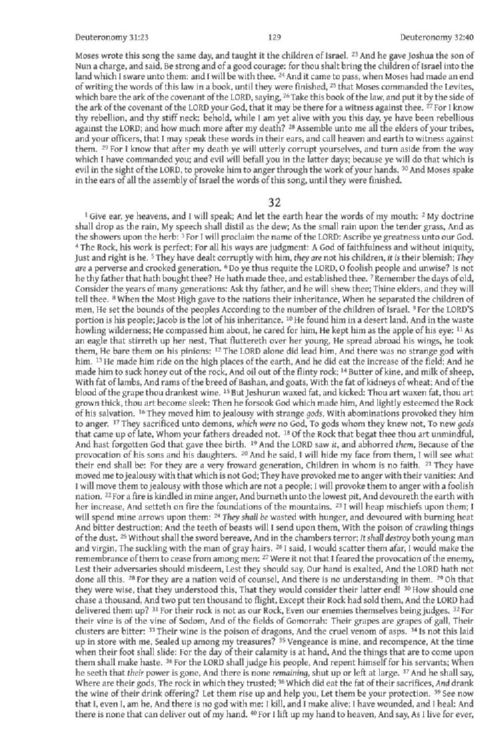 Deuteronomy 31:23 129 Deuteronomy 32:40
Moses wrote this song the same day, and taught it the children of Israel. 23 And he gave Joshua the son of
Nun a charge, and said, Be strong and of a good courage: for thou shalt bring the children of Israel into the
land which I sware unto them: and I will be with thee. 24 And it came to pass, when Moses had made an end
of writing the words of this law in a book, until they were finished, 25 that Moses commanded the Levites,
which bare the ark of the covenant of the LORD, saying, 26 Take this book of the law, and put it by the side of
the ark of the covenant of the LORD your God, that it may be there for a witness against thee. 27 For I know
thy rebellion, and thy stiff neck: behold, while I am yet alive with you this day, ye have been rebellious
against the LORD; and how much more after my death? 28 Assemble unto me all the elders of your tribes,
and your officers, that I may speak these words in their ears, and call heaven and earth to witness against
them. 29 For I know that after my death ye will utterly corrupt yourselves, and turn aside from the way
which I have commanded you; and evil will befall you in the latter days; because ye will do that which is
evil in the sight of the LORD, to provoke him to anger through the work of your hands. 30 And Moses spake
in the ears of all the assembly of Israel the words of this song, until they were finished.
32
1 Give ear, ye heavens, and I will speak; And let the earth hear the words of my mouth: 2 My doctrine
shall drop as the rain, My speech shall distil as the dew; As the small rain upon the tender grass, And as
the showers upon the herb: 3 For I will proclaim the name of the LORD: Ascribe ye greatness unto our God.
4 The Rock, his work is perfect; For all his ways are judgment: A God of faithfulness and without iniquity,
Just and right is he. 5 They have dealt corruptly with him, they are not his children, it is their blemish; They
are a perverse and crooked generation. 6 Do ye thus requite the LORD, O foolish people and unwise? Is not
he thy father that hath bought thee? He hath made thee, and established thee. 7 Remember the days of old,
Consider the years of many generations: Ask thy father, and he will shew thee; Thine elders, and they will
tell thee. 8 When the Most High gave to the nations their inheritance, When he separated the children of
men, He set the bounds of the peoples According to the number of the children of Israel. 9 For the LORD'S
portion is his people; Jacob is the lot of his inheritance. 10 He found him in a desert land, And in the waste
howling wilderness; He compassed him about, he cared for him, He kept him as the apple of his eye: 11 As
an eagle that stirreth up her nest, That fluttereth over her young, He spread abroad his wings, he took
them, He bare them on his pinions: 12 The LORD alone did lead him, And there was no strange god with
him. 13 He made him ride on the high places of the earth, And he did eat the increase of the field; And he
made him to suck honey out of the rock, And oil out of the flinty rock; 14 Butter of kine, and milk of sheep,
With fat of lambs, And rams of the breed of Bashan, and goats, With the fat of kidneys of wheat; And of the
blood of the grape thou drankest wine. 15 But Jeshurun waxed fat, and kicked: Thou art waxen fat, thou art
grown thick, thou art become sleek: Then he forsook God which made him, And lightly esteemed the Rock
of his salvation. 16 They moved him to jealousy with strange gods, With abominations provoked they him
to anger. 17 They sacrificed unto demons, which were no God, To gods whom they knew not, To new gods
that came up of late, Whom your fathers dreaded not. 18 Of the Rock that begat thee thou art unmindful,
And hast forgotten God that gave thee birth. 19 And the LORD saw it, and abhorred them, Because of the
provocation of his sons and his daughters. 20 And he said, I will hide my face from them, I will see what
their end shall be: For they are a very froward generation, Children in whom is no faith. 21 They have
moved me to jealousy with that which is not God; They have provoked me to anger with their vanities: And
I will move them to jealousy with those which are not a people; I will provoke them to anger with a foolish
nation. 22 For a fire is kindled in mine anger, And burneth unto the lowest pit, And devoureth the earth with
her increase, And setteth on fire the foundations of the mountains. 23 I will heap mischiefs upon them; I
will spend mine arrows upon them: 24 They shall be wasted with hunger, and devoured with burning heat
And bitter destruction; And the teeth of beasts will I send upon them, With the poison of crawling things
of the dust. 25 Without shall the sword bereave, And in the chambers terror; It shall destroy both young man
and virgin, The suckling with the man of gray hairs. 26 I said, I would scatter them afar, I would make the
remembrance of them to cease from among men: 27 Were it not that I feared the provocation of the enemy,
Lest their adversaries should misdeem, Lest they should say, Our hand is exalted, And the LORD hath not
done all this. 28 For they are a nation void of counsel, And there is no understanding in them. 29 Oh that
they were wise, that they understood this, That they would consider their latter end! 30 How should one
chase a thousand, And two put ten thousand to flight, Except their Rock had sold them, And the LORD had
delivered them up? 31 For their rock is not as our Rock, Even our enemies themselves being judges. 32 For
their vine is of the vine of Sodom, And of the fields of Gomorrah: Their grapes are grapes of gall, Their
clusters are bitter: 33 Their wine is the poison of dragons, And the cruel venom of asps. 34 Is not this laid
up in store with me, Sealed up among my treasures? 35 Vengeance is mine, and recompence, At the time
when their foot shall slide: For the day of their calamity is at hand, And the things that are to come upon
them shall make haste. 36 For the LORD shall judge his people, And repent himself for his servants; When
he seeth that their power is gone, And there is none remaining, shut up or left at large. 37 And he shall say,
Where are their gods, The rock in which they trusted; 38 Which did eat the fat of their sacrifices, And drank
the wine of their drink offering? Let them rise up and help you, Let them be your protection. 39 See now
that I, even I, am he, And there is no god with me: I kill, and I make alive; I have wounded, and I heal: And
there is none that can deliver out of my hand. 40 For I lift up my hand to heaven, And say, As I live for ever,